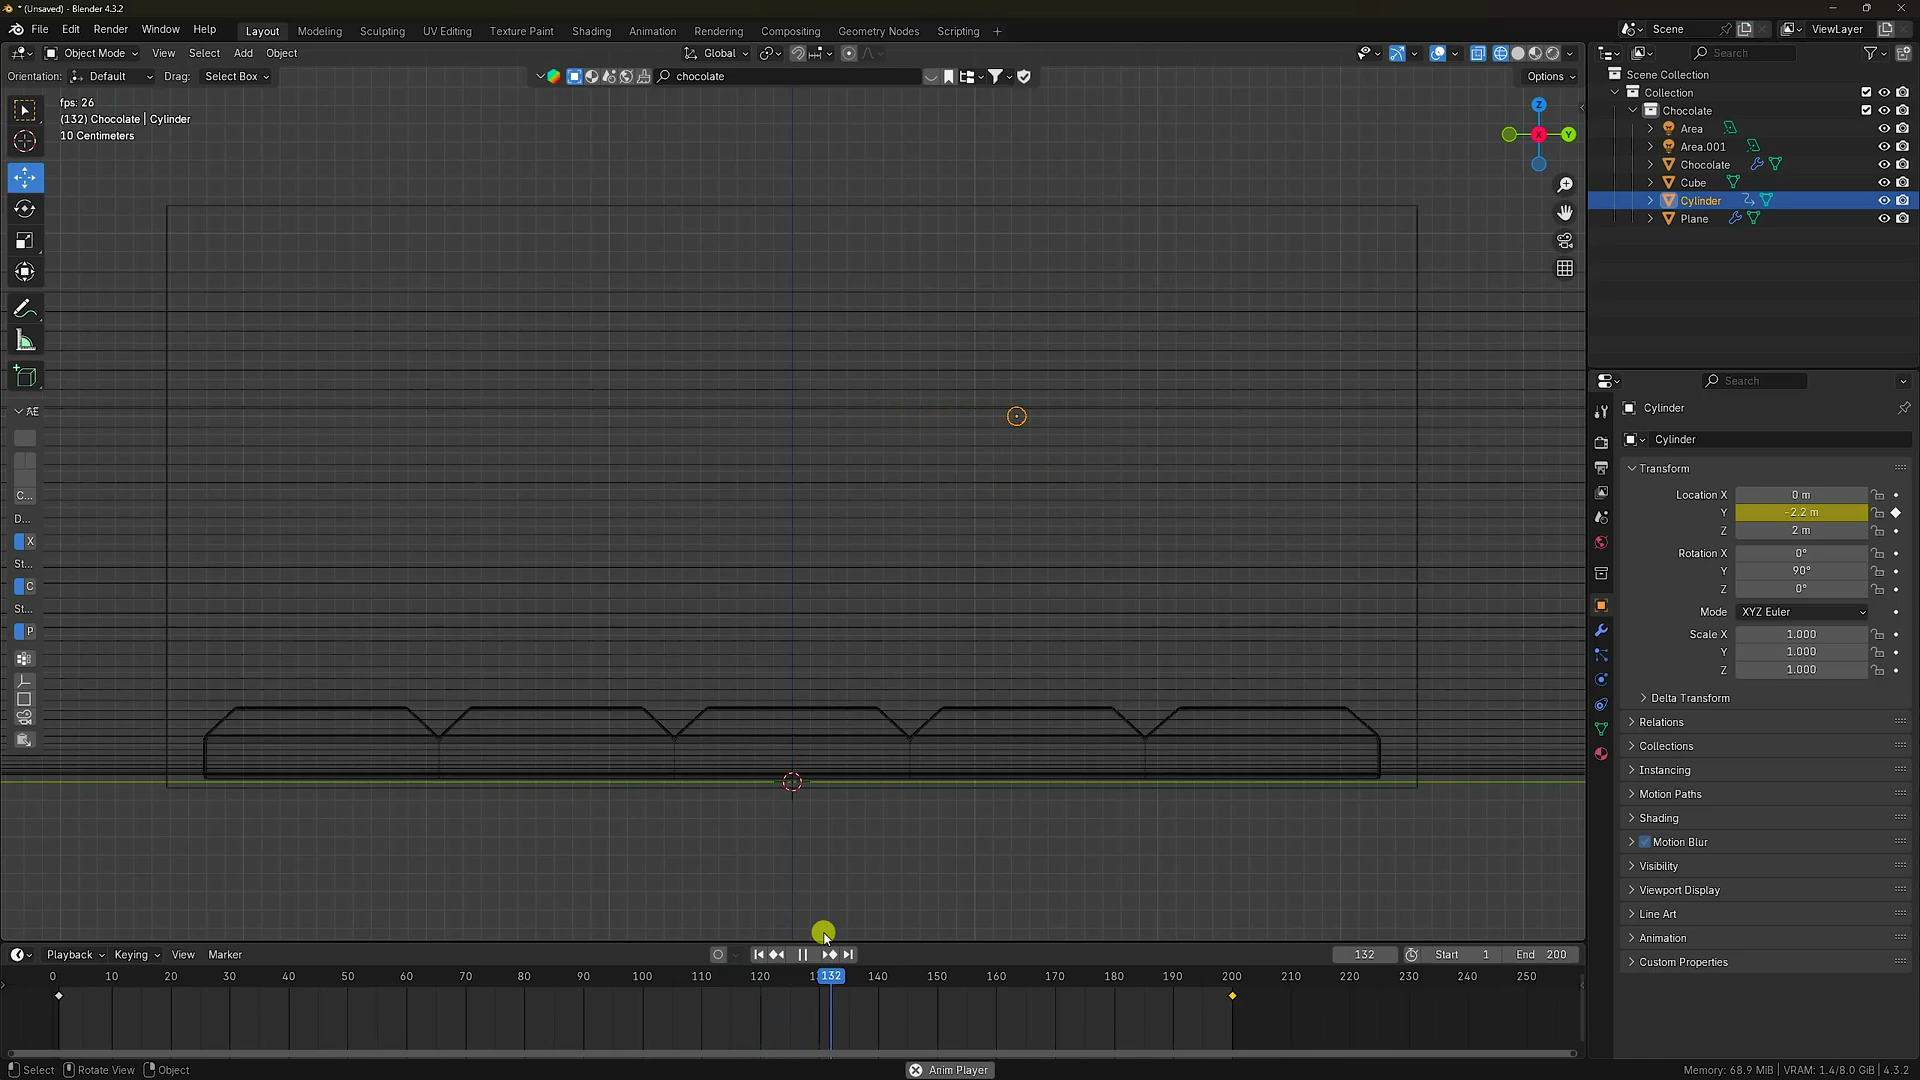 * (Unsaved) - Blender 4.3.2
File Edit Render Window Help
Layout Modeling Sculpting UV Editing Texture Paint Shading Animation Rendering Compositing Geometry Nodes Scripting +
Scene
ViewLayer
Object Mode View Select Add Object
Global
Search
Orientation: Default Drag: Select Box
chocolate
Options
fps: 26
(132) Chocolate | Cylinder
10 Centimeters
Z
X
Y
AE
C...
D...
X
St...
C
St...
P
Scene Collection
Collection
Chocolate
Area
Area.001
Chocolate
Cube
Cylinder
Plane
Search
Cylinder
Cylinder
Transform
Location X 0 m
Y -2.2 m
Z 2 m
Rotation X 0°
Y 90°
Z 0°
Mode XYZ Euler
Scale X 1.000
Y 1.000
Z 1.000
Delta Transform
Relations
Collections
Instancing
Motion Paths
Shading
Motion Blur
Visibility
Viewport Display
Line Art
Animation
Custom Properties
Playback Keying View Marker
132 Start 1 End 200
0 10 20 30 40 50 60 70 80 90 100 110 120 132 140 150 160 170 180 190 200 210 220 230 240 250
Select Rotate View Object
Anim Player
Memory: 68.9 MiB | VRAM: 1.4/8.0 GiB | 4.3.2